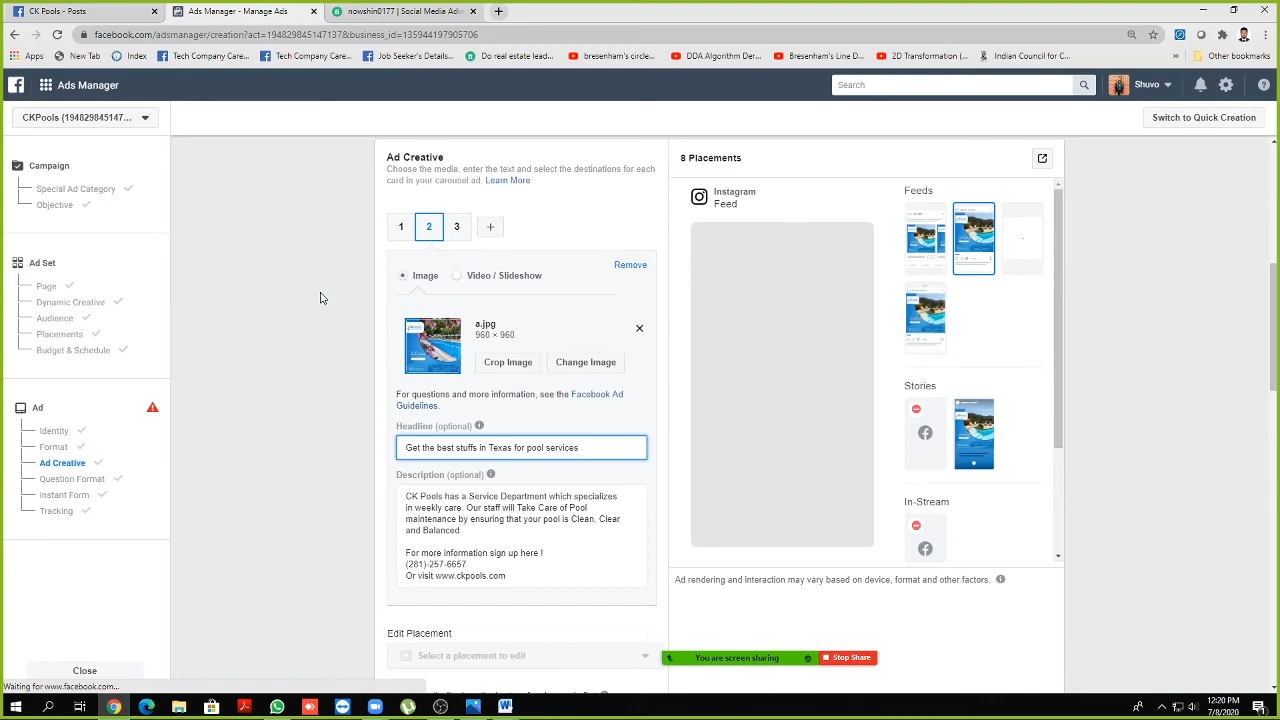 CK Pools - Posts
Ads Manager - Manage Ads
nowshin0177 | Social Media Adve
facebook.com/adsmanager/creation?act=1948298451471378&business_id=135944197905706
Apps
New Tab
(1) Index
Tech Company Care...
Tech Company Care...
Job Seeker's Details...
Do real estate lead...
bresenham's circle...
DDA Algorithm Der...
Bresenham's Line D...
2D Transformation (...
Indian Council for C...
»
Other bookmarks
Ads Manager
Search
Shuvo
CKPools (194829845147...
Switch to Quick Creation
Campaign
Special Ad Category
Objective
Ad Set
Page
Dynamic Creative
Audience
Placements
Budget & Schedule
Ad
Identity
Format
Ad Creative
Question Format
Instant Form
Tracking
Close
Waiting for www.facebook.com...
Ad Creative
Choose the media, enter the text and select the destinations for each
card in your carousel ad. Learn More
1
2
3
+
Remove
Image
Video / Slideshow
a.jpg
960 × 960
Crop Image
Change Image
For questions and more information, see the Facebook Ad
Guidelines.
Headline (optional)
Get the best stuffs in Texas for pool services
Description (optional)
CK Pools has a Service Department which specializes
in weekly care. Our staff will Take Care of Pool
maintenance by ensuring that your pool is Clean, Clear
and Balanced.
For more information sign up here !
(281)-257-6657
Or visit www.ckpools.com
Edit Placement
Select a placement to edit
8 Placements
Instagram
Feed
Feeds
Stories
In-Stream
Ad rendering and interaction may vary based on device, format and other factors.
You are screen sharing
Stop Share
12:20 PM
7/8/2020